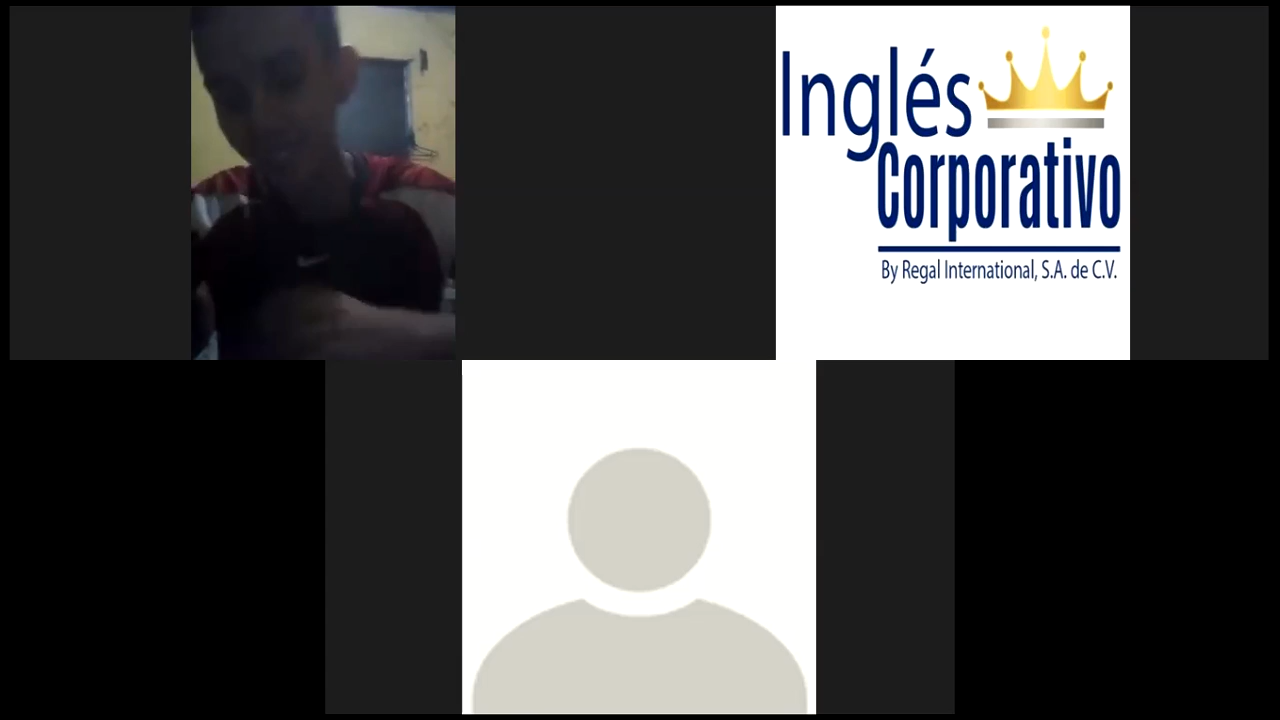 Inglés
Corporativo
By Regal International, S.A. de C.V.